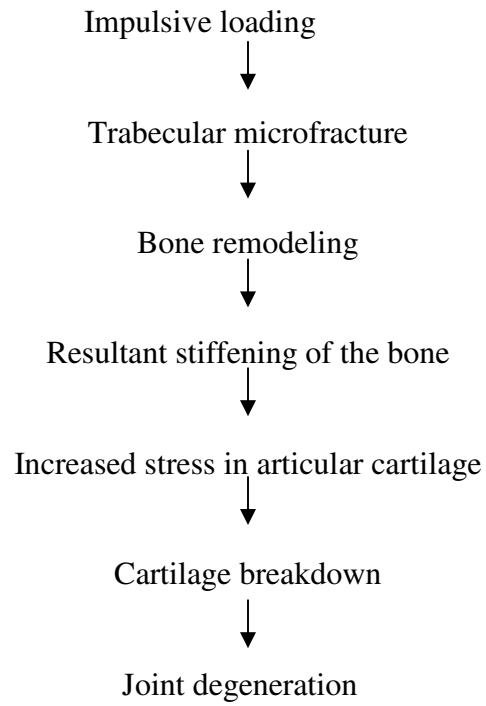 Impulsive loading
Trabecular microfracture
Bone remodeling
Resultant stiffening of the bone
Increased stress in articular cartilage
Cartilage breakdown
Joint degeneration